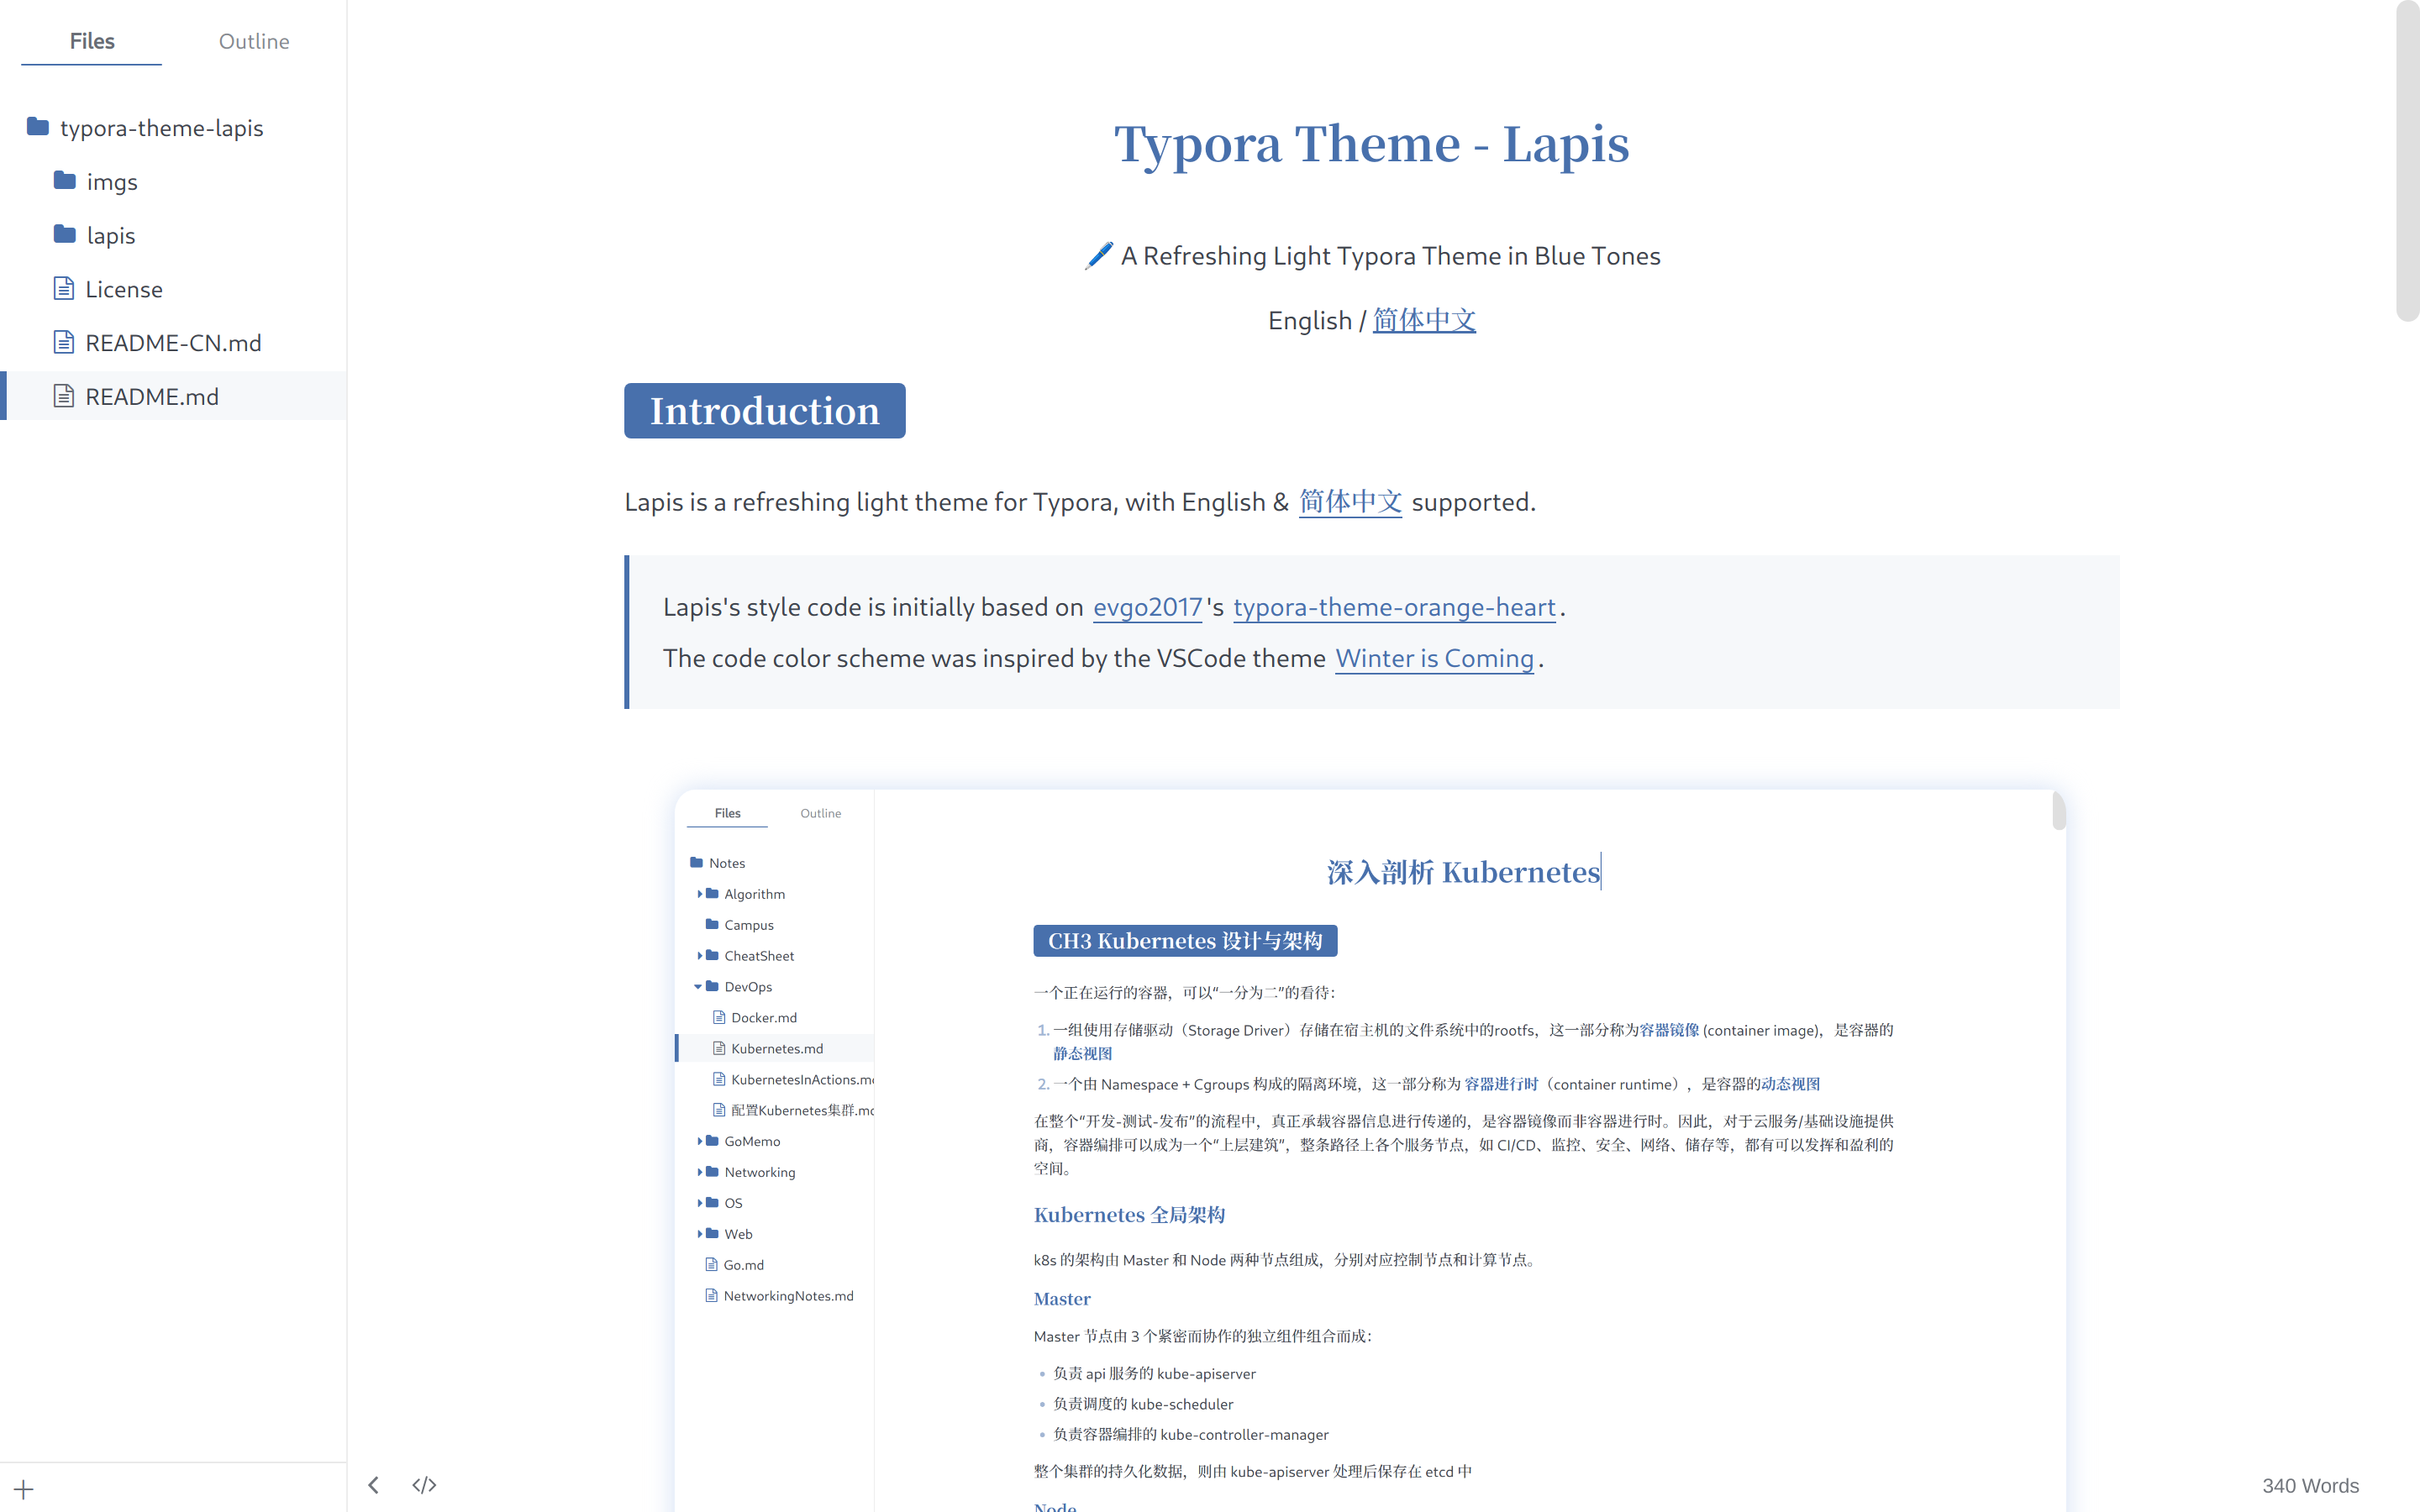 Files
Outline
typora-theme-lapis
imgs
lapis
License
README-CN.md
README.md
Typora Theme - Lapis
A Refreshing Light Typora Theme in Blue Tones
English / 简体中文
Introduction
Lapis is a refreshing light theme for Typora, with English & 简体中文 supported.
Lapis's style code is initially based on evgo2017's typora-theme-orange-heart.
The code color scheme was inspired by the VSCode theme Winter is Coming.
Files
Outline
Notes
Algorithm
Campus
CheatSheet
DevOps
Docker.md
Kubernetes.md
KubernetesInActions.md
配置Kubernetes集群.md
GoMemo
Networking
OS
Web
Go.md
NetworkingNotes.md
深入剖析 Kubernetes
CH3 Kubernetes 设计与架构
一个正在运行的容器，可以“一分为二”的看待：
1. 一组使用存储驱动（Storage Driver）存储在宿主机的文件系统中的rootfs，这一部分称为容器镜像 (container image)，是容器的
静态视图
2. 一个由 Namespace + Cgroups 构成的隔离环境，这一部分称为 容器进行时（container runtime），是容器的动态视图
在整个“开发-测试-发布”的流程中，真正承载容器信息进行传递的，是容器镜像而非容器进行时。因此，对于云服务/基础设施提供
商，容器编排可以成为一个“上层建筑”，整条路径上各个服务节点，如 CI/CD、监控、安全、网络、储存等，都有可以发挥和盈利的
空间。
Kubernetes 全局架构
k8s 的架构由 Master 和 Node 两种节点组成，分别对应控制节点和计算节点。
Master
Master 节点由 3 个紧密而协作的独立组件组合而成：
• 负责 api 服务的 kube-apiserver
• 负责调度的 kube-scheduler
• 负责容器编排的 kube-controller-manager
整个集群的持久化数据，则由 kube-apiserver 处理后保存在 etcd 中
Node
340 Words